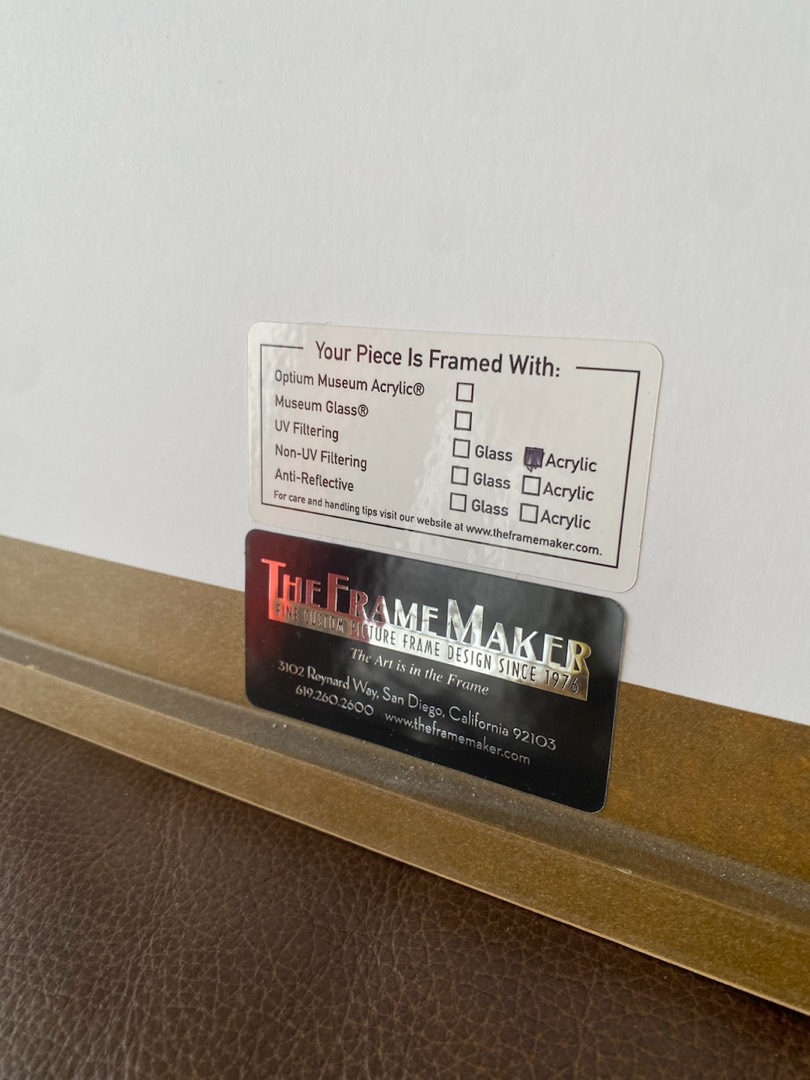 Your Piece Is Framed With:
Optium Museum Acrylic® ☐
Museum Glass® ☐
UV Filtering ☐ Glass ■ Acrylic
Non-UV Filtering ☐ Glass ☐ Acrylic
Anti-Reflective ☐ Glass ☐ Acrylic
For care and handling tips visit our website at www.theframemaker.com.
THE FRAME MAKER
FINE CUSTOM PICTURE FRAME DESIGN SINCE 1976
The Art is in the Frame
3102 Reynard Way, San Diego, California 92103
619.260.2600 www.theframemaker.com